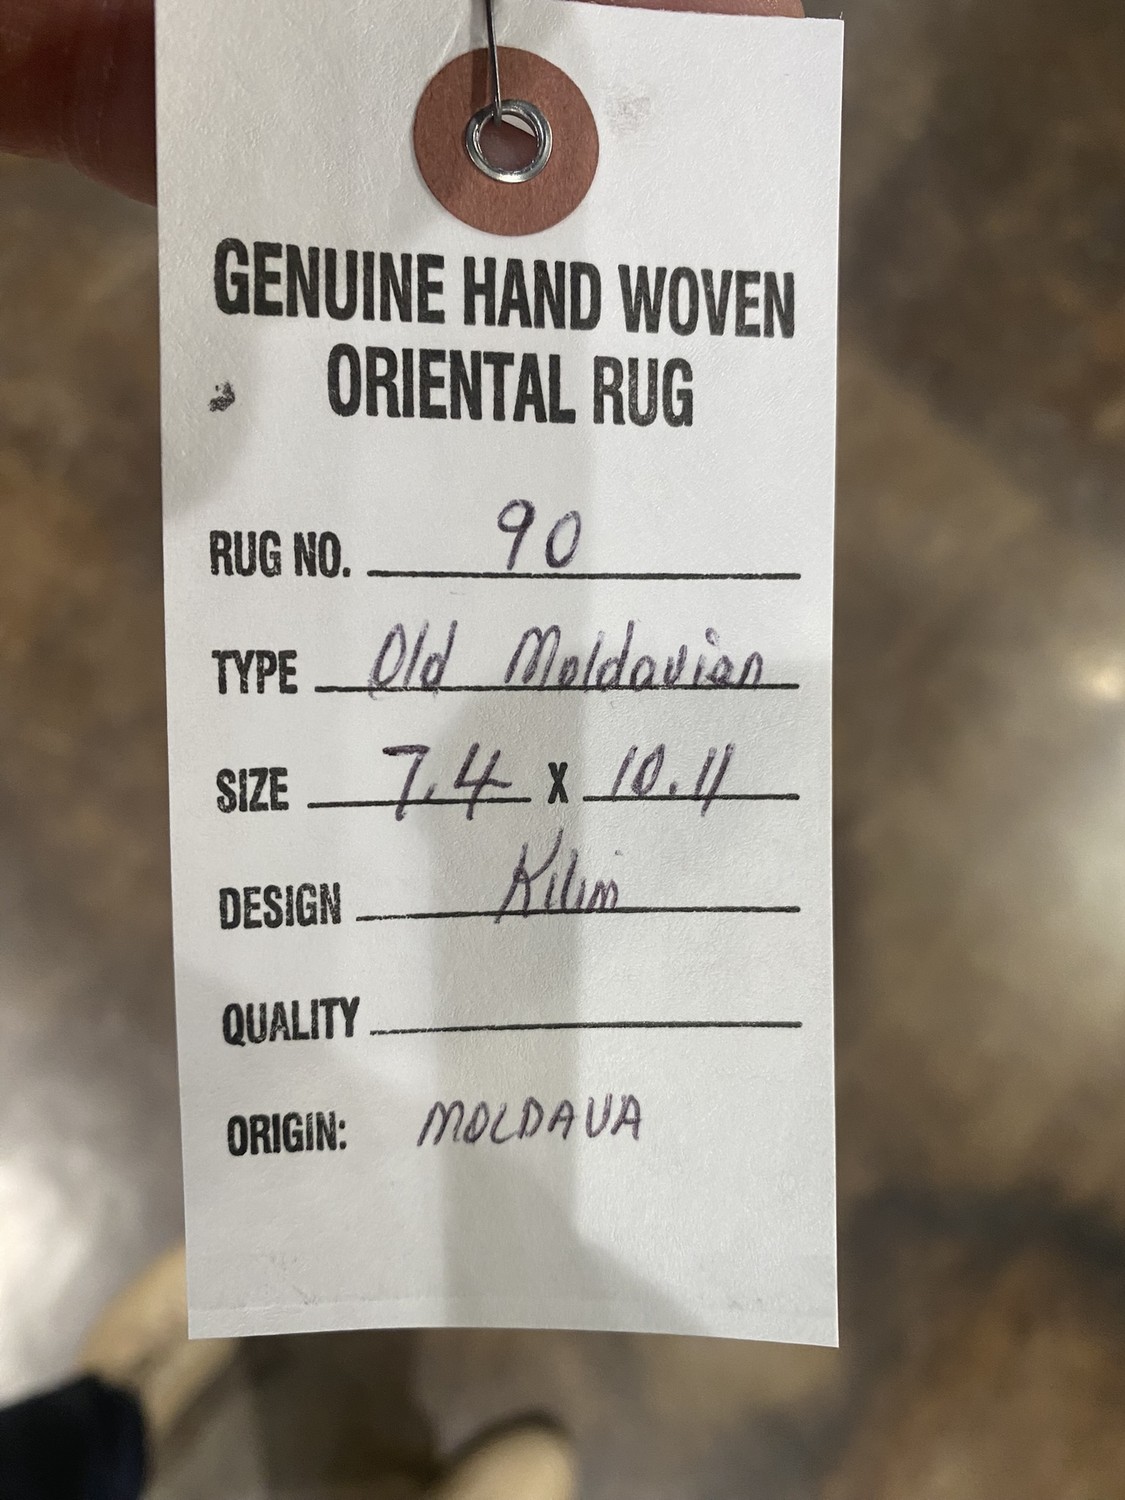 GENUINE HAND WOVEN
ORIENTAL RUG
RUG NO. 90
TYPE Old Moldavian
SIZE 7.4 X 10.11
DESIGN Kilim
QUALITY
ORIGIN: MOLDAVA